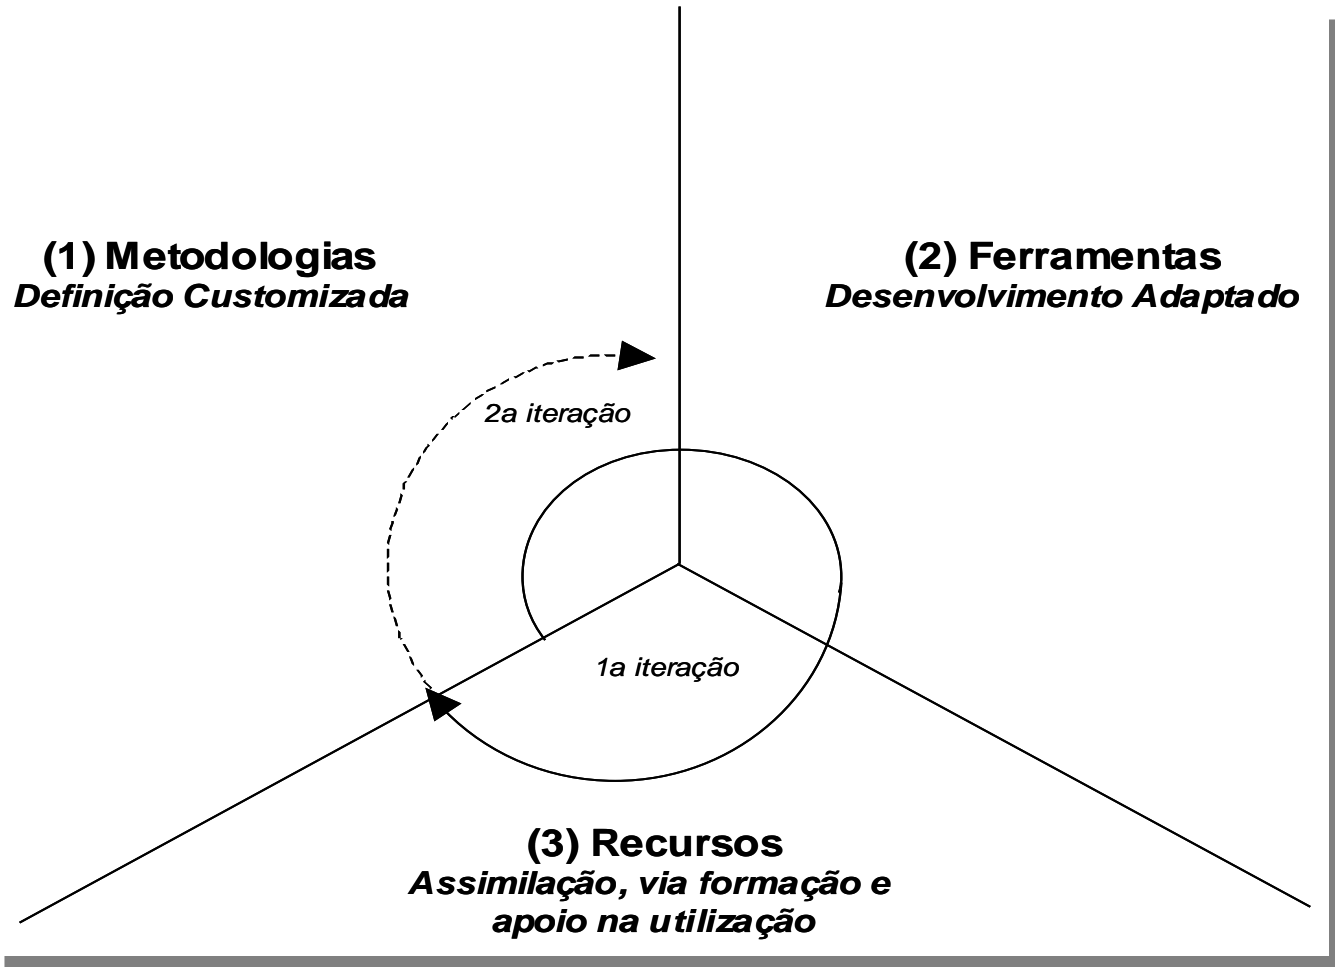 (1) Metodologias
Definição Customizada
(2) Ferramentas
Desenvolvimento Adaptado
2a iteração
1a iteração
(3) Recursos
Assimilação, via formação e
apoio na utilização